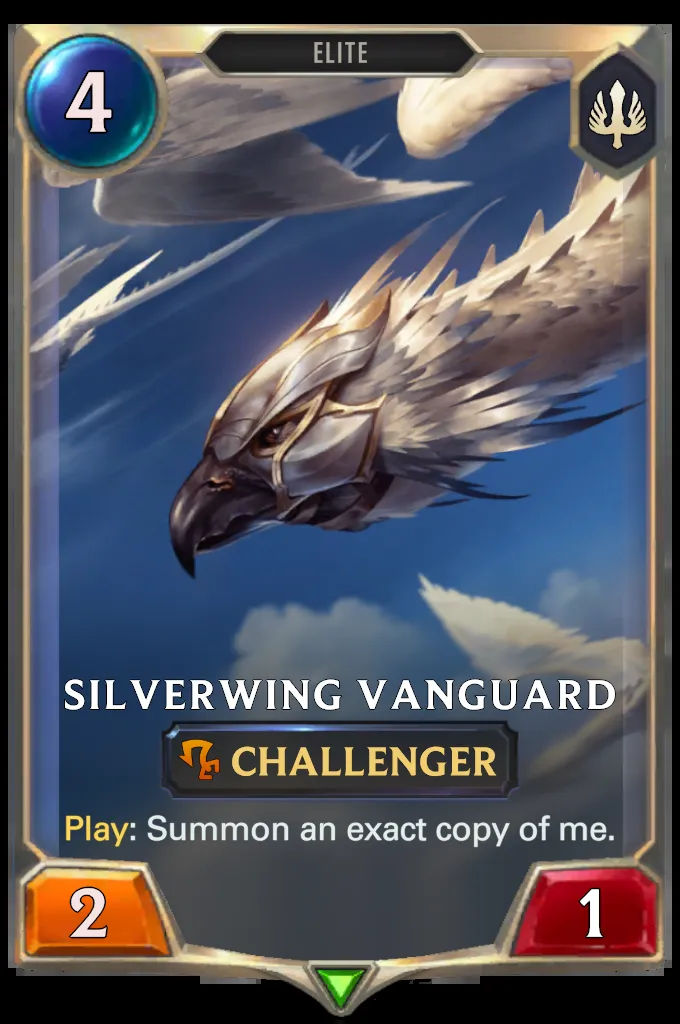 ELITE
4
SILVERWING VANGUARD
CHALLENGER
Play: Summon an exact copy of me.
2
1